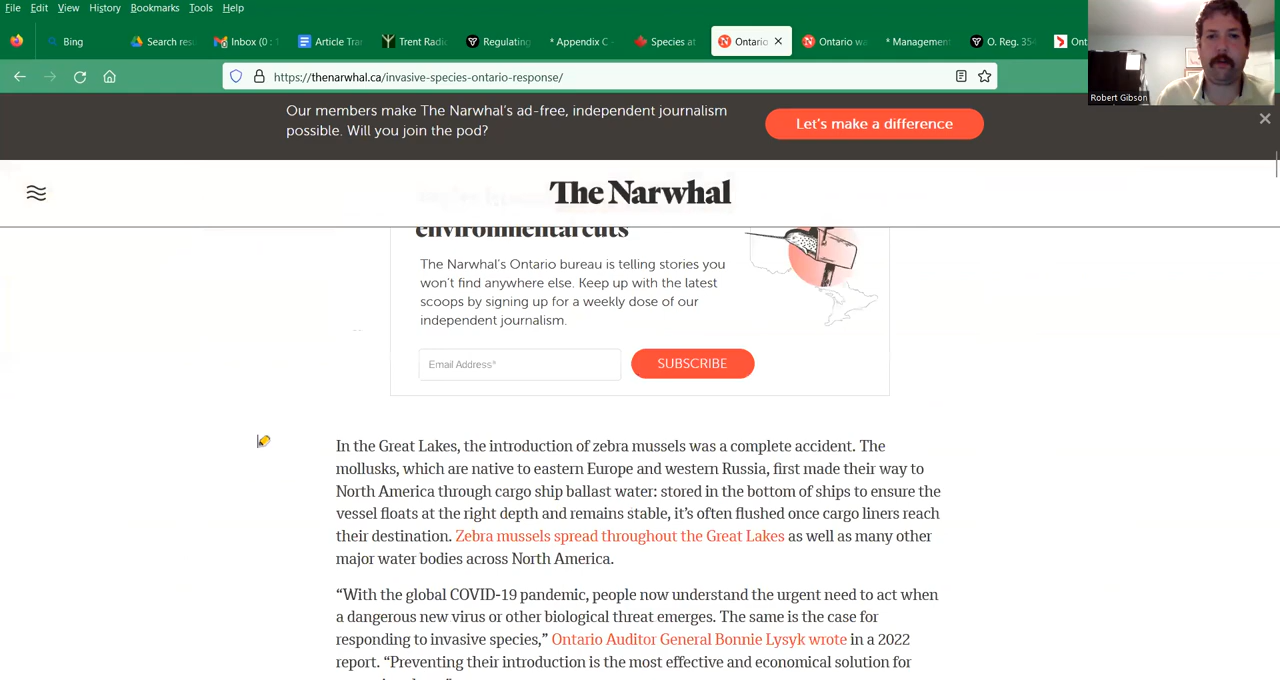 File Edit View History Bookmarks Tools Help
Bing Search res Inbox (0 : 1 Article Tra Trent Radi Regulating * Appendix C - Species at Ontario Ontario wa * Management O. Reg. 354 Ont
https://thenarwhal.ca/invasive-species-ontario-response/
Robert Gibson
Our members make The Narwhal's ad-free, independent journalism
possible. Will you join the pod?
Let's make a difference
The Narwhal
environmental cuts
The Narwhal's Ontario bureau is telling stories you
won't find anywhere else. Keep up with the latest
scoops by signing up for a weekly dose of our
independent journalism.
Email Address*
SUBSCRIBE
In the Great Lakes, the introduction of zebra mussels was a complete accident. The
mollusks, which are native to eastern Europe and western Russia, first made their way to
North America through cargo ship ballast water: stored in the bottom of ships to ensure the
vessel floats at the right depth and remains stable, it's often flushed once cargo liners reach
their destination. Zebra mussels spread throughout the Great Lakes as well as many other
major water bodies across North America.
“With the global COVID-19 pandemic, people now understand the urgent need to act when
a dangerous new virus or other biological threat emerges. The same is the case for
responding to invasive species,” Ontario Auditor General Bonnie Lysyk wrote in a 2022
report. “Preventing their introduction is the most effective and economical solution for